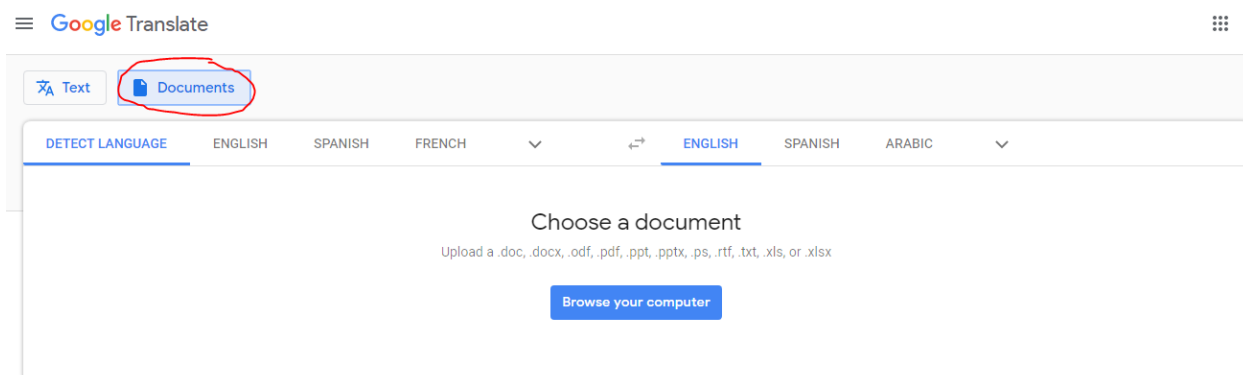 Google Translate
Text Documents
DETECT LANGUAGE ENGLISH SPANISH FRENCH ENGLISH SPANISH ARABIC
Choose a document
Upload a .doc, .docx, .odf, .pdf, .ppt, .pptx, .ps, .rtf, .txt, .xls, or .xlsx
Browse your computer